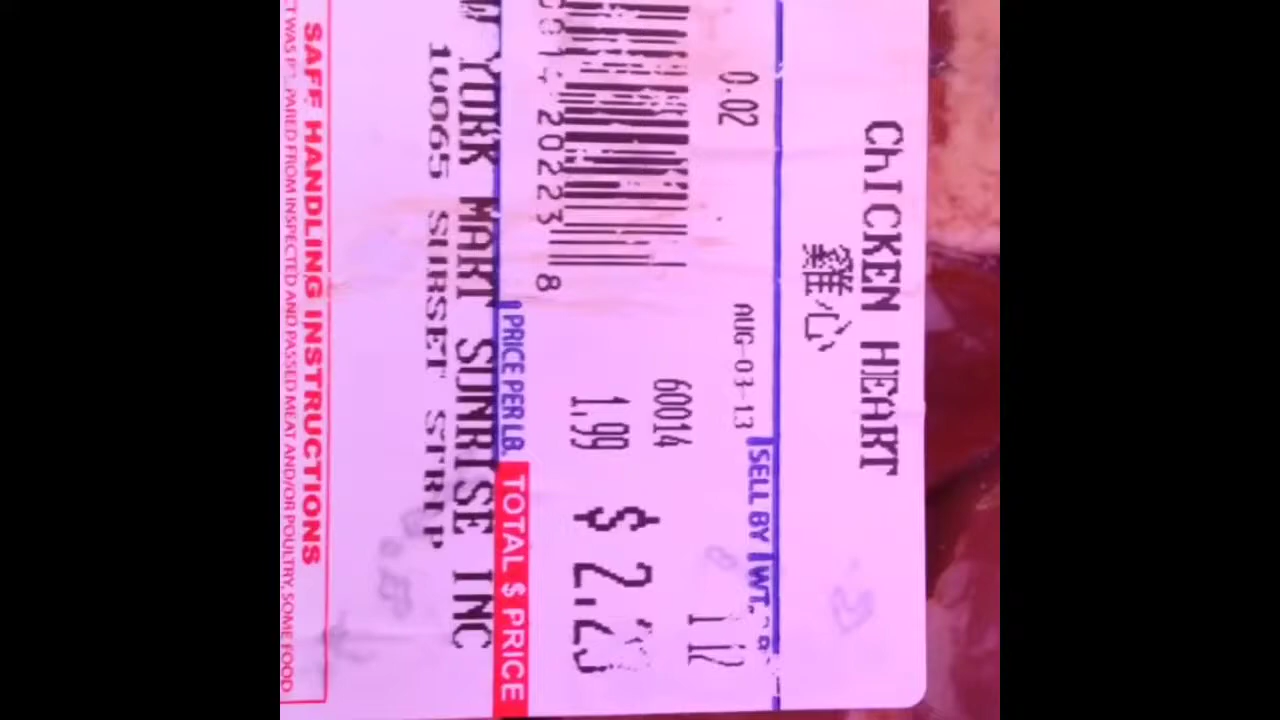 ChICKEN HEART
雞心
0.02
AUG-03-13
SELL BY
WT.
1.12
60014
1.99
$ 2.23
20223 8
PRICE PER LB.
TOTAL $ PRICE
YORK MART SUNRISE INC
10065 SUNSET STRIP
SAFE HANDLING INSTRUCTIONS
PARED FROM INSPECTED AND PASSED MEAT AND/OR POULTRY. SOME FOOD